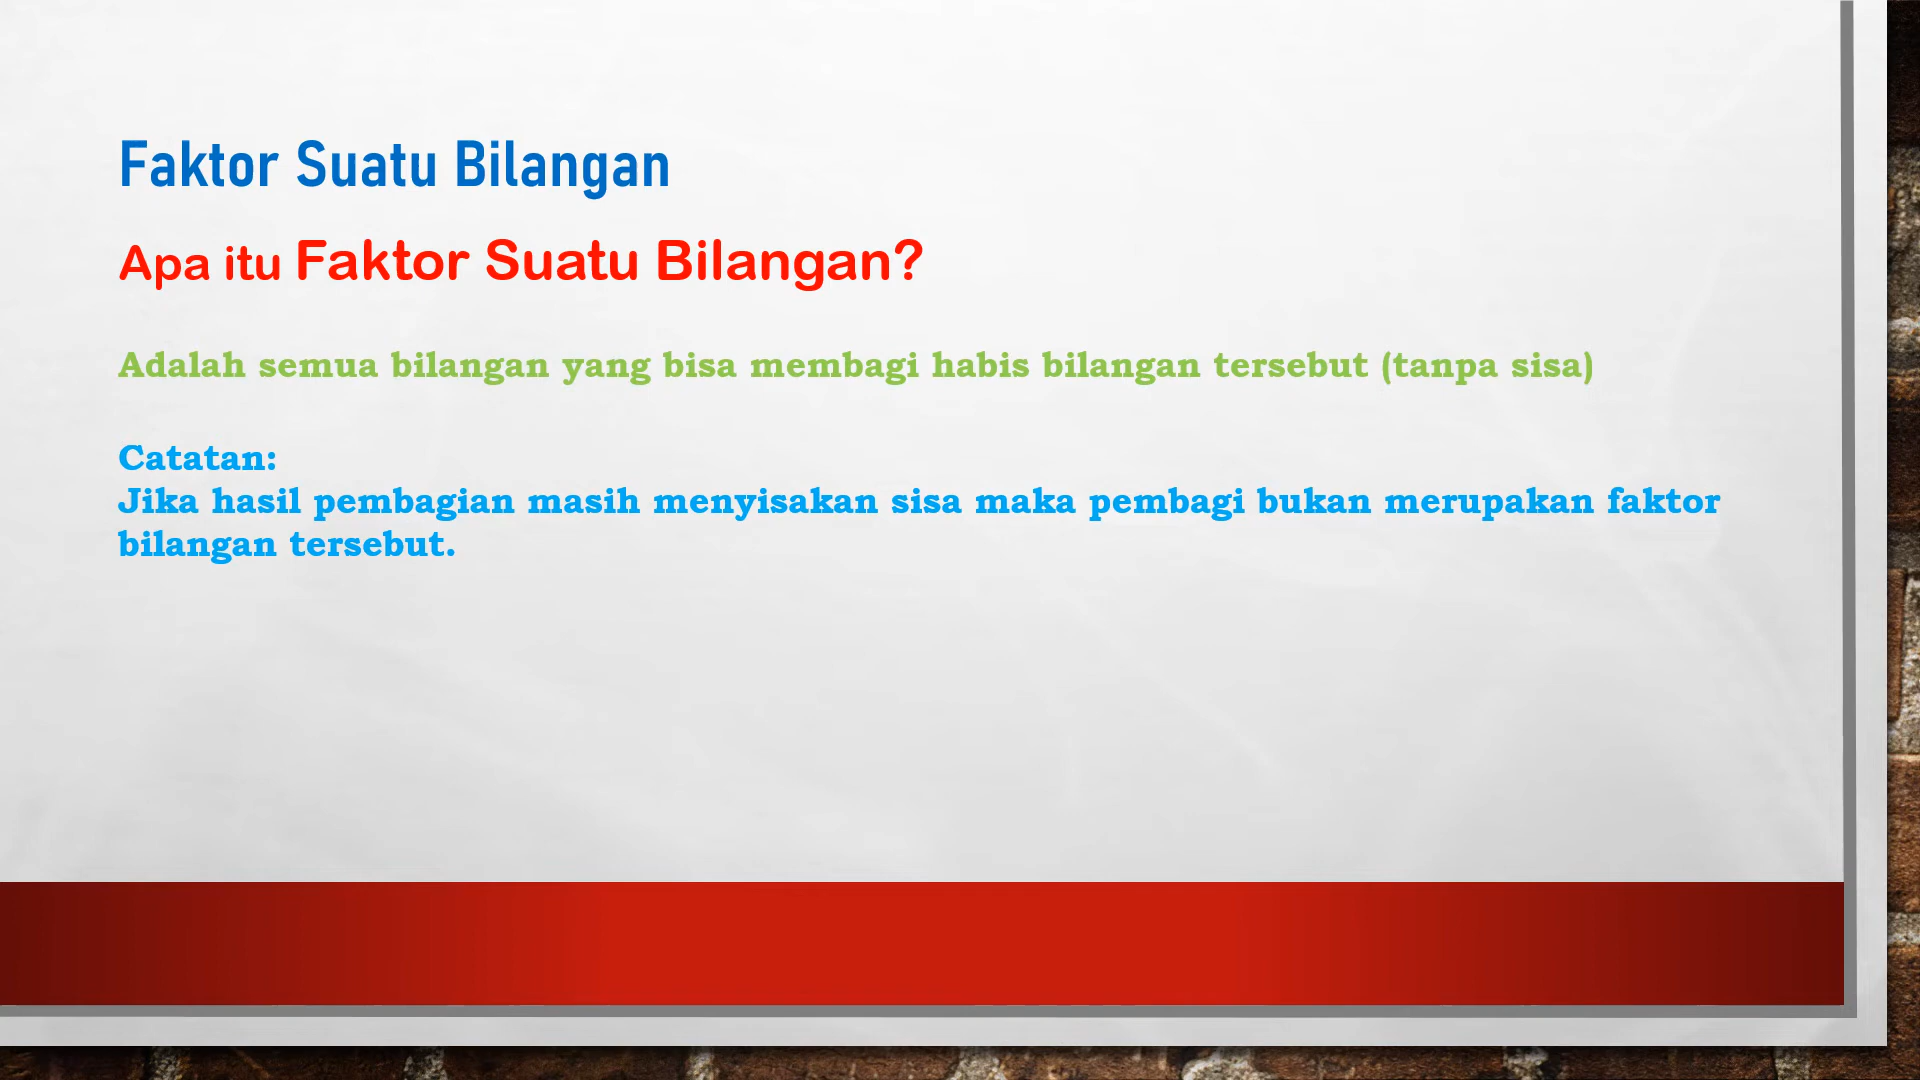 Faktor Suatu Bilangan
Apa itu Faktor Suatu Bilangan?
Adalah semua bilangan yang bisa membagi habis bilangan tersebut (tanpa sisa)
Catatan:
Jika hasil pembagian masih menyisakan sisa maka pembagi bukan merupakan faktor
bilangan tersebut.